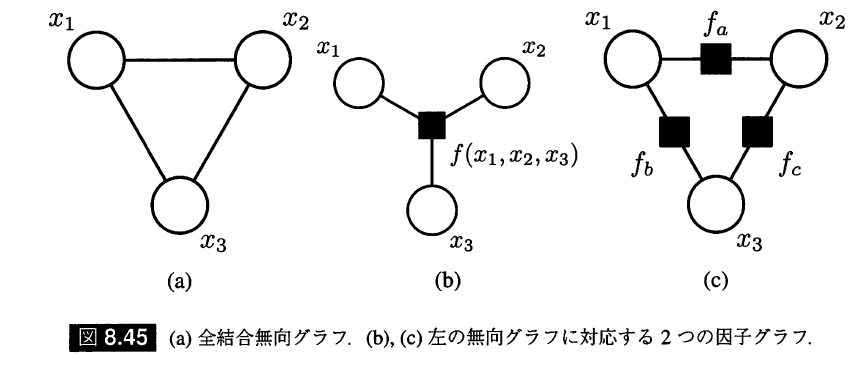 x₁ x₂ x₃
(a)
x₁ x₂ f(x₁, x₂, x₃) x₃
(b)
x₁ fₐ x₂ f_b f_c x₃
(c)
図 8.45 (a) 全結合無向グラフ. (b), (c) 左の無向グラフに対応する 2 つの因子グラフ.